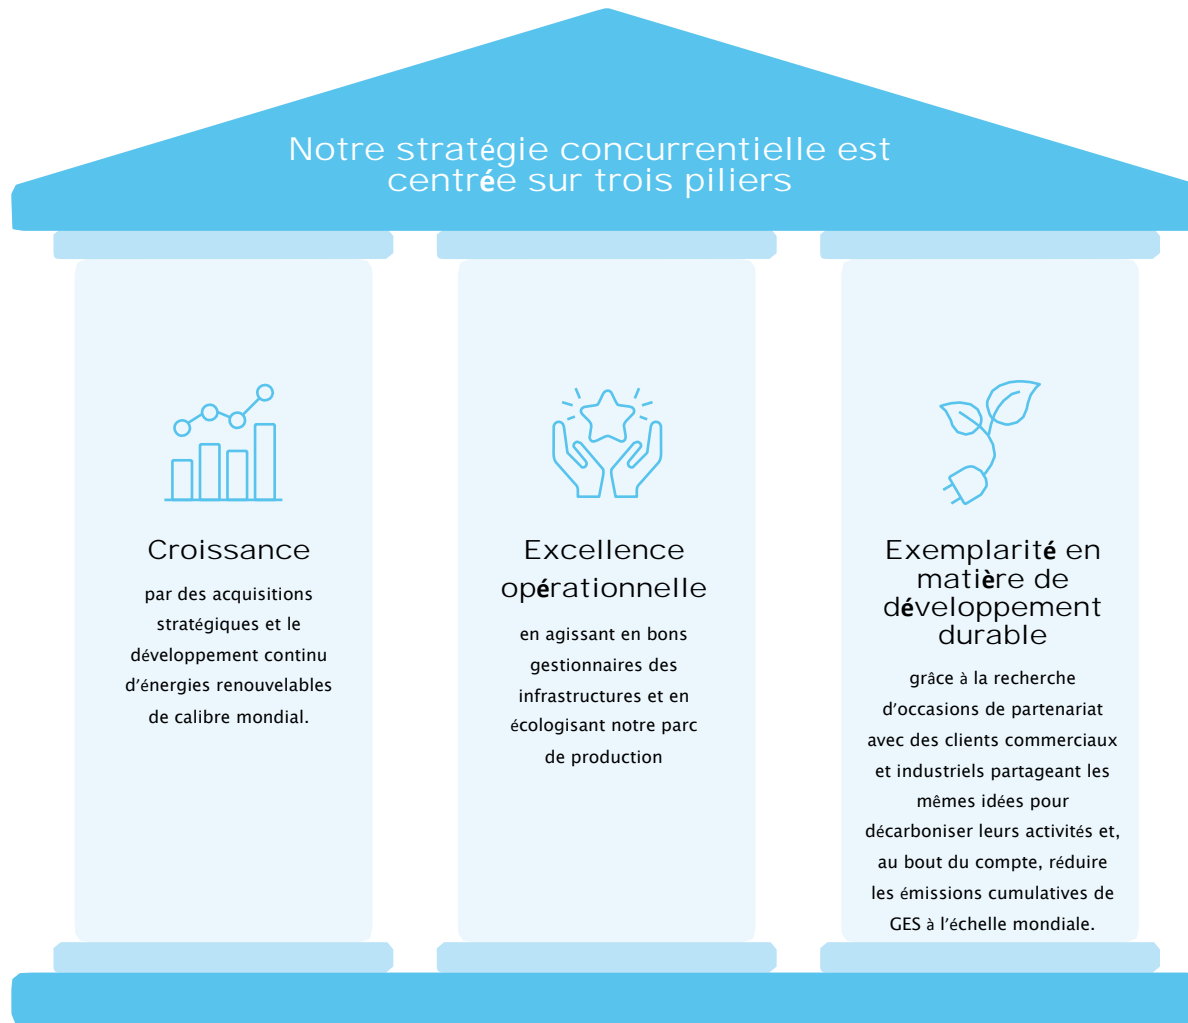 Notre stratégie concurrentielle est
centrée sur trois piliers
Croissance
par des acquisitions
stratégiques et le
développement continu
d'énergies renouvelables
de calibre mondial.
Excellence
opérationnelle
en agissant en bons
gestionnaires des
infrastructures et en
écologisant notre parc
de production
Exemplarité en
matière de
développement
durable
grâce à la recherche
d'occasions de partenariat
avec des clients commerciaux
et industriels partageant les
mêmes idées pour
décarboniser leurs activités et,
au bout du compte, réduire
les émissions cumulatives de
GES à l'échelle mondiale.